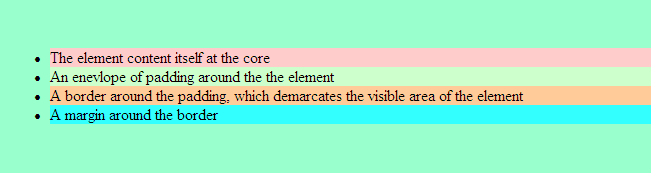 The element content itself at the core
An enevlope of padding around the the element
A border around the padding, which demarcates the visible area of the element
A margin around the border